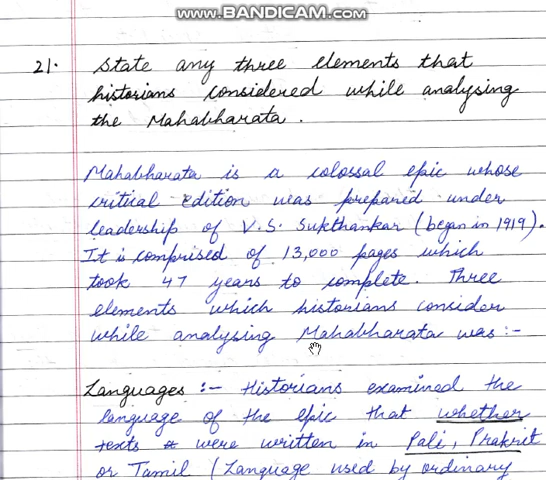 WWW.BANDICAM.COM
21. State any three elements that
historians considered while analysing
the Mahabharata.
Mahabharata is a colossal epic whose
critical edition was prepared under
leadership of V.S. Sukthankar (began in 1919).
It is comprised of 13,000 pages which
took 47 years to complete. Three
elements which historians consider
while analysing Mahabharata was :-
Languages :- Historians examined the
language of the epic that whether
texts were written in Pali, Prakrit
or Tamil (Language used by ordinary